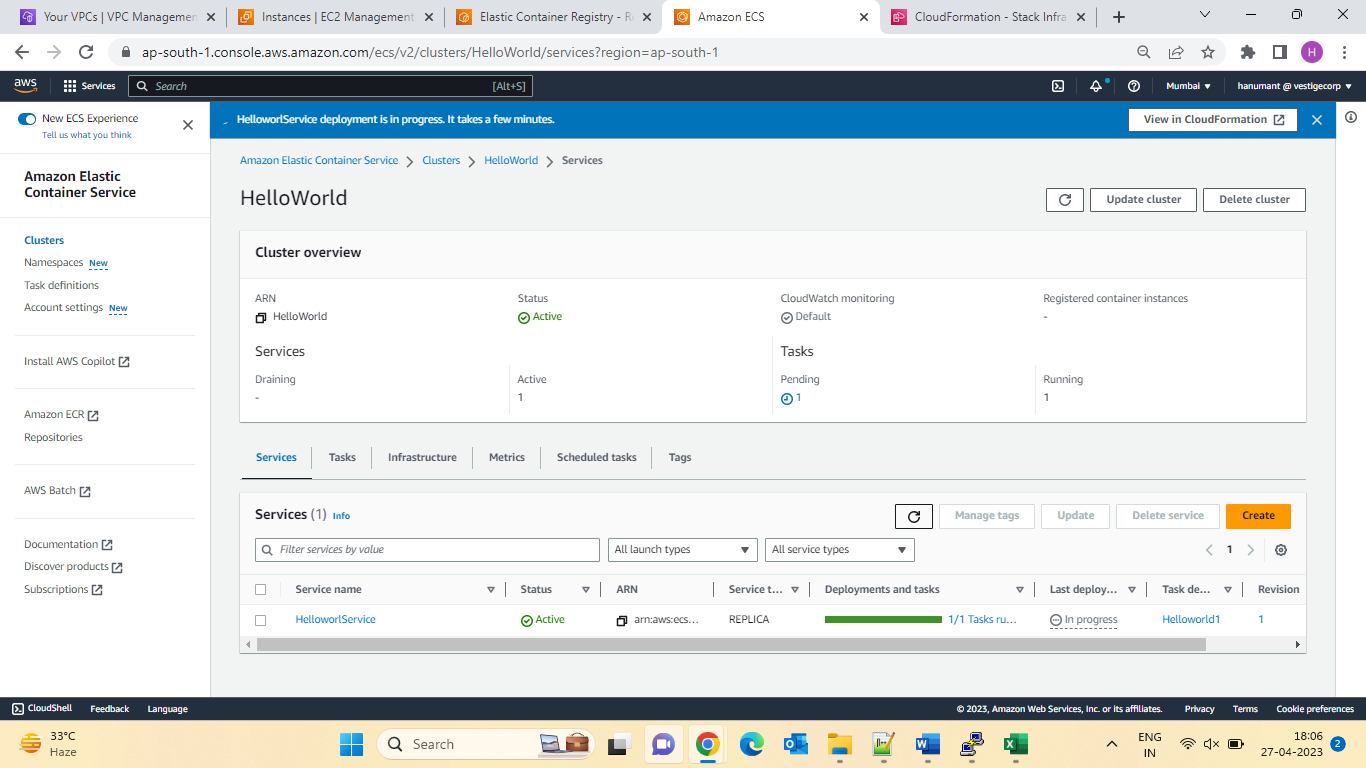 Your VPCs | VPC Managemen
Instances | EC2 Management
Elastic Container Registry - R
Amazon ECS
CloudFormation - Stack Infra
ap-south-1.console.aws.amazon.com/ecs/v2/clusters/HelloWorld/services?region=ap-south-1
H
aws
Services
Search
[Alt+S]
Mumbai
hanumant @ vestigecorp
New ECS Experience
Tell us what you think
HelloworlService deployment is in progress. It takes a few minutes.
View in CloudFormation
Amazon Elastic Container Service
Clusters
HelloWorld
Services
Amazon Elastic
Container Service
Clusters
Namespaces New
Task definitions
Account settings New
Install AWS Copilot
Amazon ECR
Repositories
AWS Batch
Documentation
Discover products
Subscriptions
HelloWorld
Update cluster
Delete cluster
Cluster overview
ARN
HelloWorld
Status
Active
CloudWatch monitoring
Default
Registered container instances
-
Services
Tasks
Draining
-
Active
1
Pending
1
Running
1
Services
Tasks
Infrastructure
Metrics
Scheduled tasks
Tags
Services (1) Info
Manage tags
Update
Delete service
Create
Filter services by value
All launch types
All service types
1
Service name
Status
ARN
Service t...
Deployments and tasks
Last deploy...
Task de...
Revision
HelloworlService
Active
arn:aws:ecs...
REPLICA
1/1 Tasks ru...
In progress
Helloworld1
1
CloudShell
Feedback
Language
© 2023, Amazon Web Services, Inc. or its affiliates.
Privacy
Terms
Cookie preferences
33°C
Haze
Search
ENG
IN
18:06
27-04-2023
2